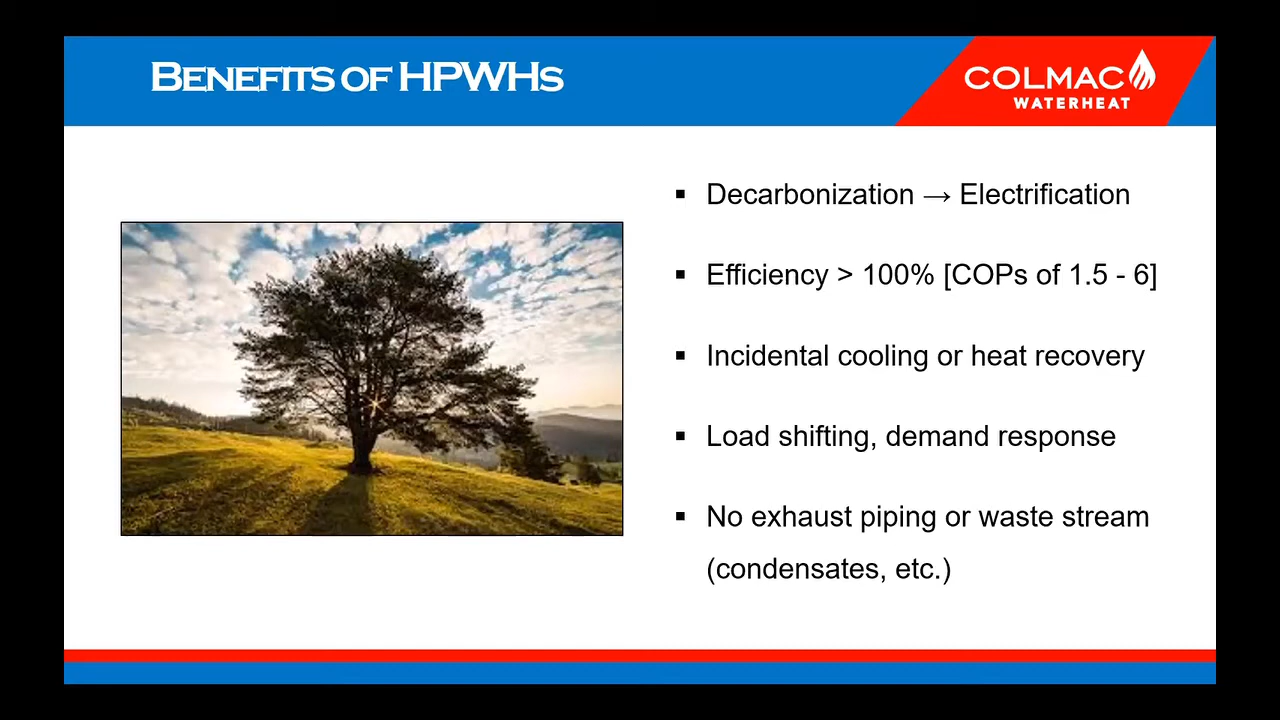 BENEFITS OF HPWHS
COLMAC
WATERHEAT
▪ Decarbonization → Electrification
▪ Efficiency > 100% [COPs of 1.5 - 6]
▪ Incidental cooling or heat recovery
▪ Load shifting, demand response
▪ No exhaust piping or waste stream
(condensates, etc.)